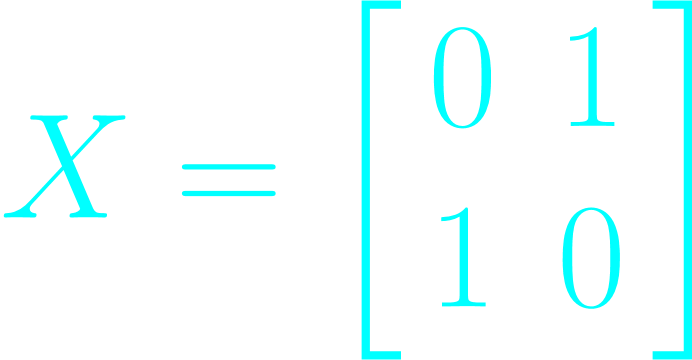 X = [ 0 1
1 0 ]